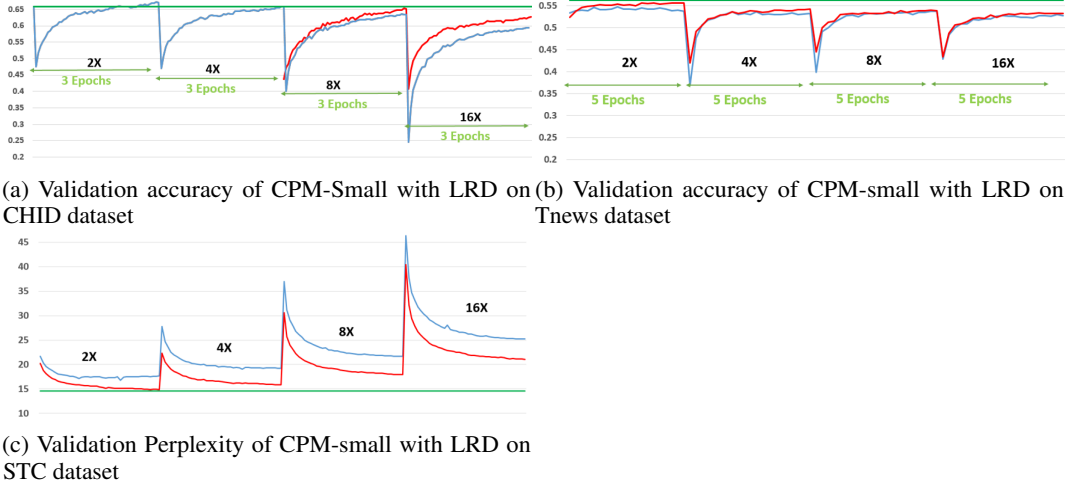 0.65
0.6
0.55
0.5
0.45
0.4
0.35
0.3
0.25
0.2
2X
3 Epochs
4X
3 Epochs
8X
3 Epochs
16X
3 Epochs
0.55
0.5
0.45
0.4
0.35
0.3
0.25
0.2
2X
4X
8X
16X
5 Epochs
5 Epochs
5 Epochs
5 Epochs
(a) Validation accuracy of CPM-Small with LRD on
CHID dataset
(b) Validation accuracy of CPM-small with LRD on
Tnews dataset
45
40
35
30
25
20
15
10
2X
4X
8X
16X
(c) Validation Perplexity of CPM-small with LRD on
STC dataset